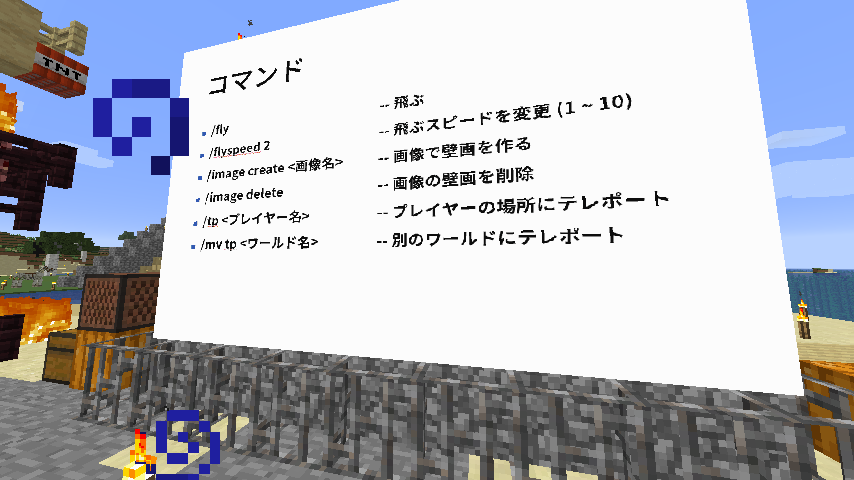 TNT
コマンド
/fly -- 飛ぶ
/flyspeed 2 -- 飛ぶスピードを変更 (1 ~ 10)
/image create <画像名> -- 画像で壁画を作る
/image delete -- 画像の壁画を削除
/tp <プレイヤー名> -- プレイヤーの場所にテレポート
/mv tp <ワールド名> -- 別のワールドにテレポート